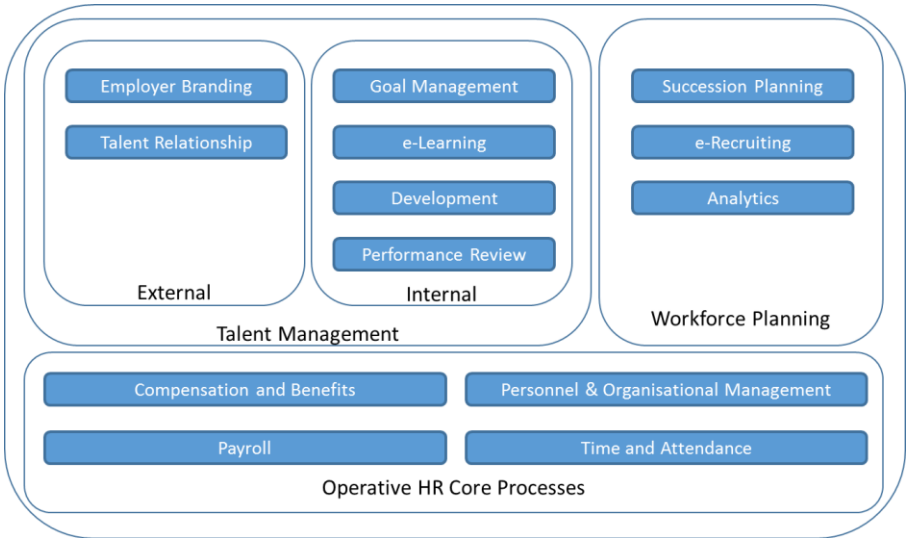 Employer Branding
Talent Relationship
External
Goal Management
e-Learning
Development
Performance Review
Internal
Talent Management
Succession Planning
e-Recruiting
Analytics
Workforce Planning
Compensation and Benefits
Personnel & Organisational Management
Payroll
Time and Attendance
Operative HR Core Processes